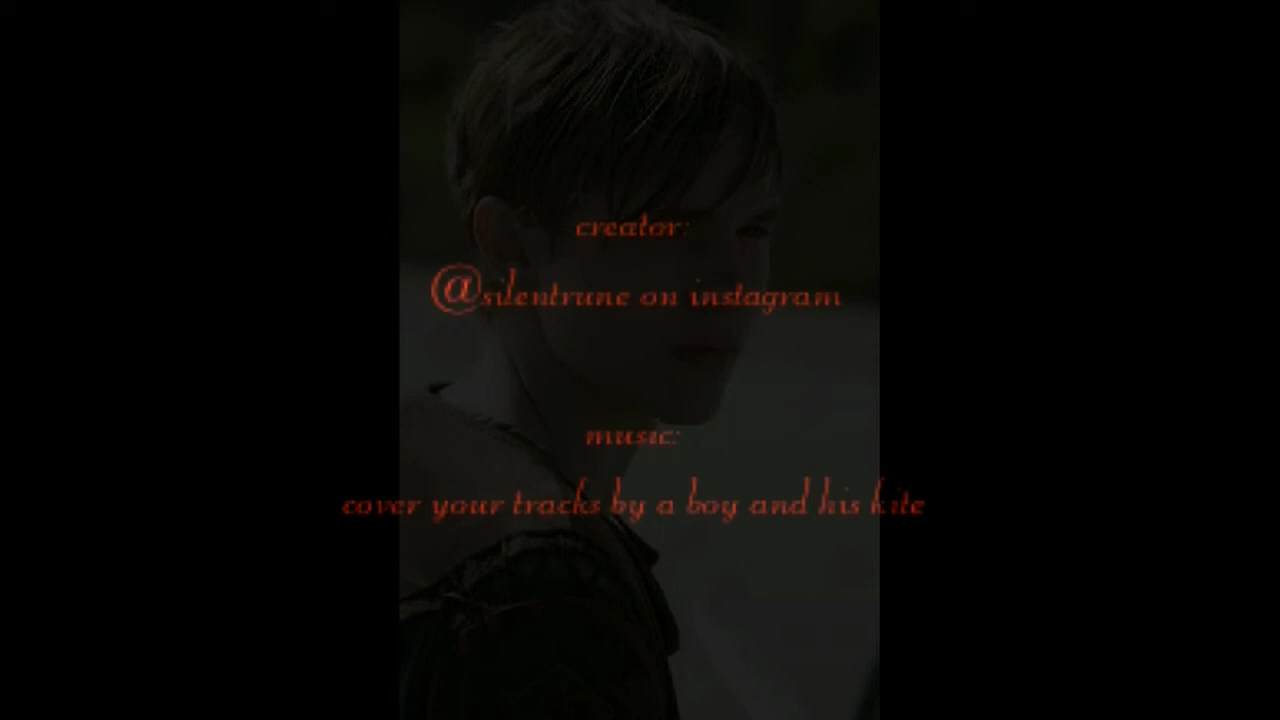 creator:
@silentrune on instagram
music:
cover your tracks by a boy and his kite